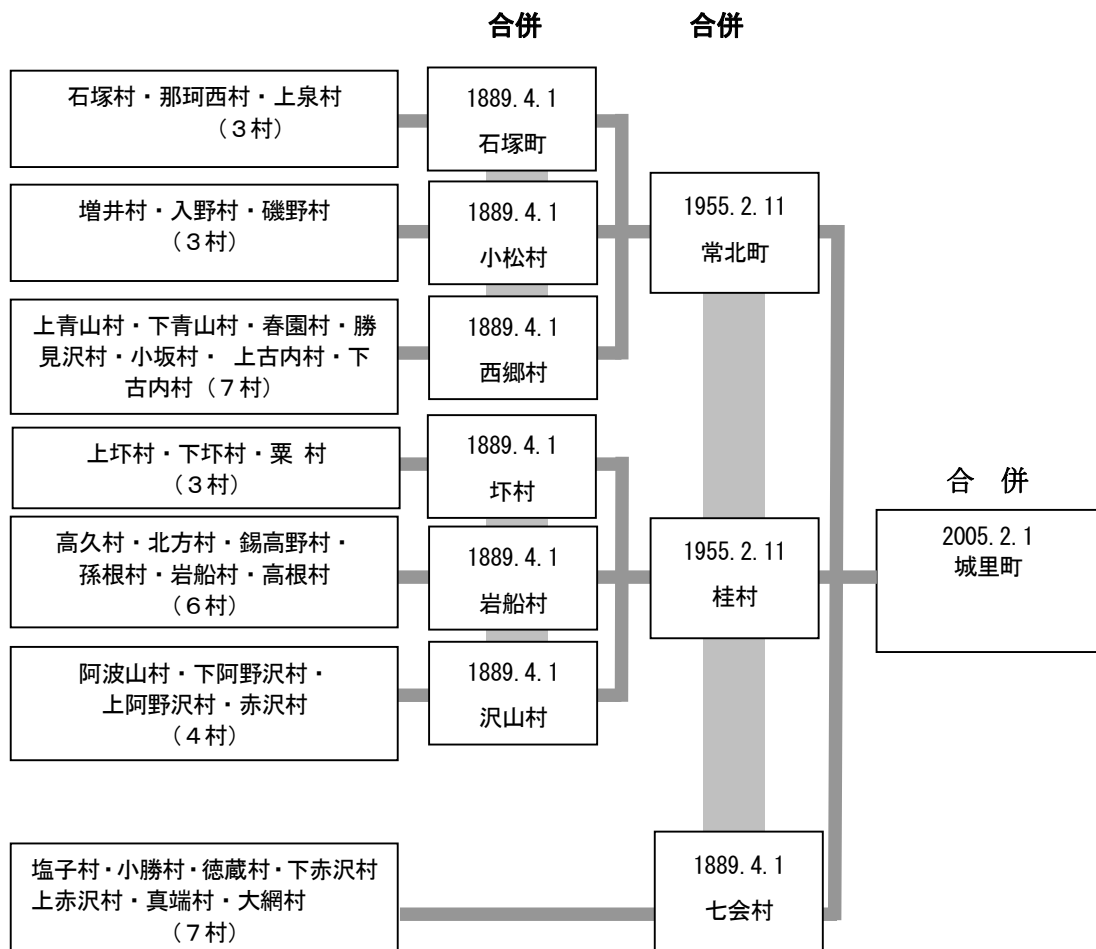 合併
合併
石塚村・那珂西村・上泉村
（３村）
1889.4.1
石塚町
増井村・入野村・磯野村
（３村）
1889.4.1
小松村
1955.2.11
常北町
上青山村・下青山村・春園村・勝
見沢村・小坂村・ 上古内村・下
古内村（７村）
1889.4.1
西郷村
上圷村・下圷村・粟 村
（３村）
1889.4.1
圷村
高久村・北方村・錫高野村・
孫根村・岩船村・高根村
（６村）
1889.4.1
岩船村
1955.2.11
桂村
合 併
2005.2.1
城里町
阿波山村・下阿野沢村・
上阿野沢村・赤沢村
（４村）
1889.4.1
沢山村
塩子村・小勝村・徳蔵村・下赤沢村
上赤沢村・真端村・大網村
（７村）
1889.4.1
七会村